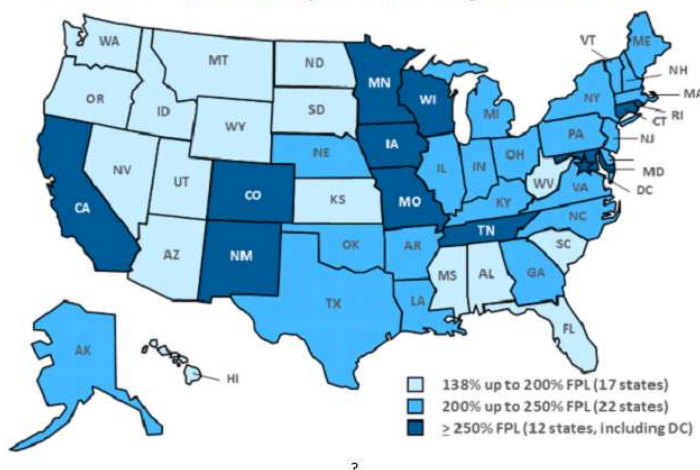 WA
MT
ND
MN
VT
ME
NH
MA
OR
ID
WY
SD
WI
MI
NY
RI
CT
NJ
NV
UT
CO
NE
IA
IL
IN
OH
PA
MD
DC
CA
KS
MO
KY
WV
VA
AZ
NM
OK
AR
TN
NC
SC
TX
LA
MS
AL
GA
FL
AK
HI
138% up to 200% FPL (17 states)
200% up to 250% FPL (22 states)
≥ 250% FPL (12 states, including DC)
?